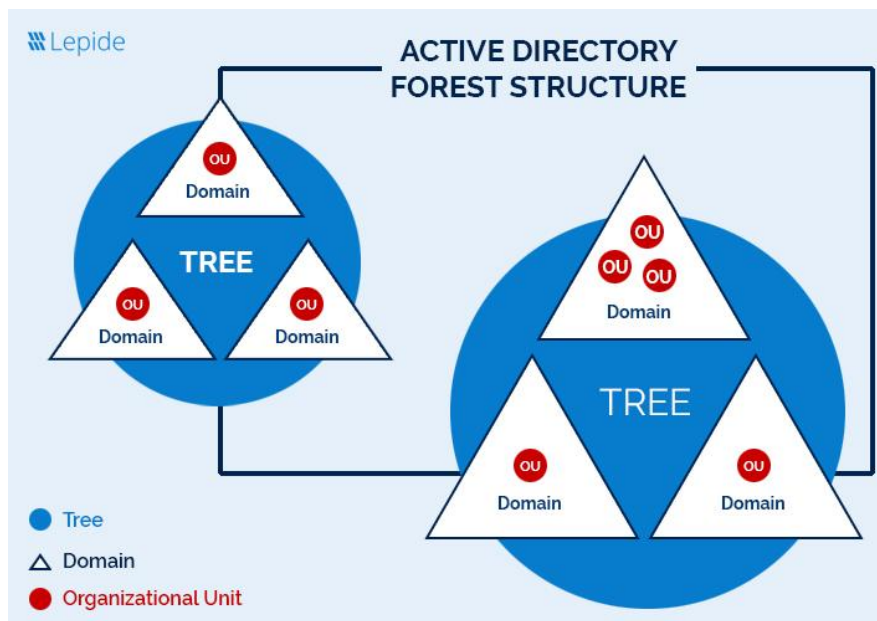 Lepide
ACTIVE DIRECTORY
FOREST STRUCTURE
OU
Domain
TREE
OU
Domain
OU
Domain
OU
OU
OU
Domain
TREE
OU
Domain
OU
Domain
Tree
Domain
Organizational Unit